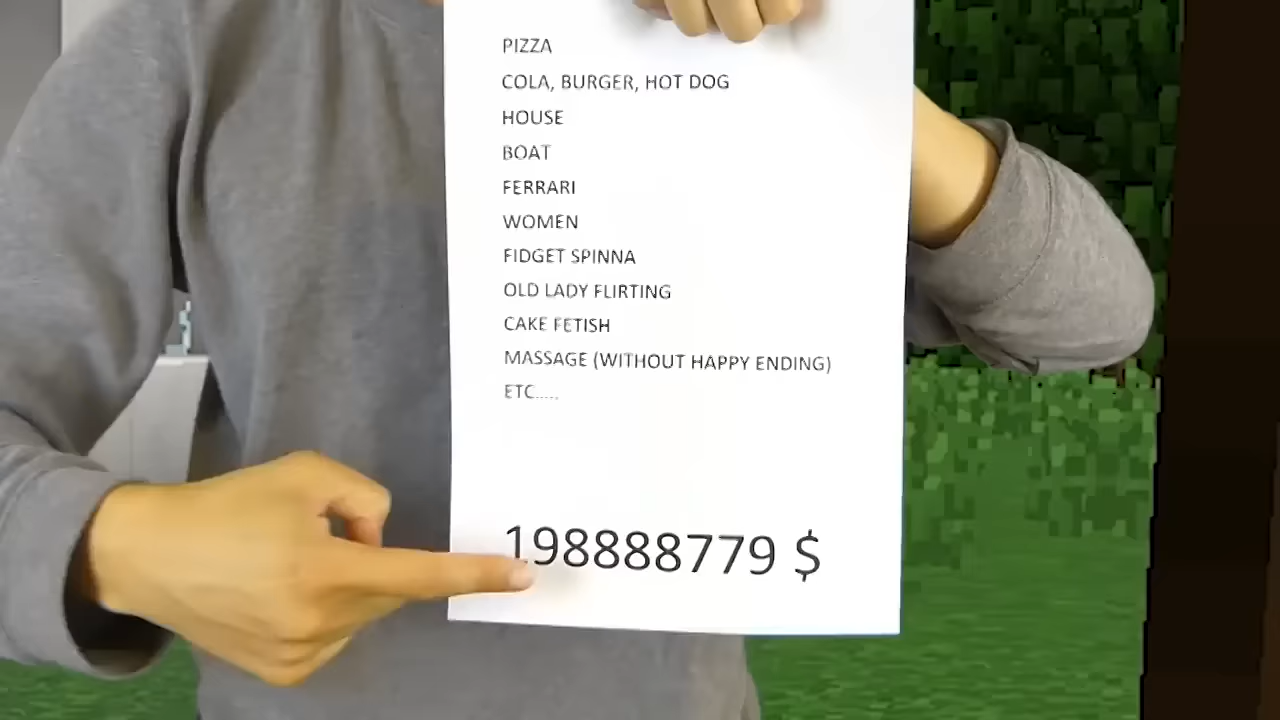 PIZZA
COLA, BURGER, HOT DOG
HOUSE
BOAT
FERRARI
WOMEN
FIDGET SPINNA
OLD LADY FLIRTING
CAKE FETISH
MASSAGE (WITHOUT HAPPY ENDING)
ETC.....
198888779 $